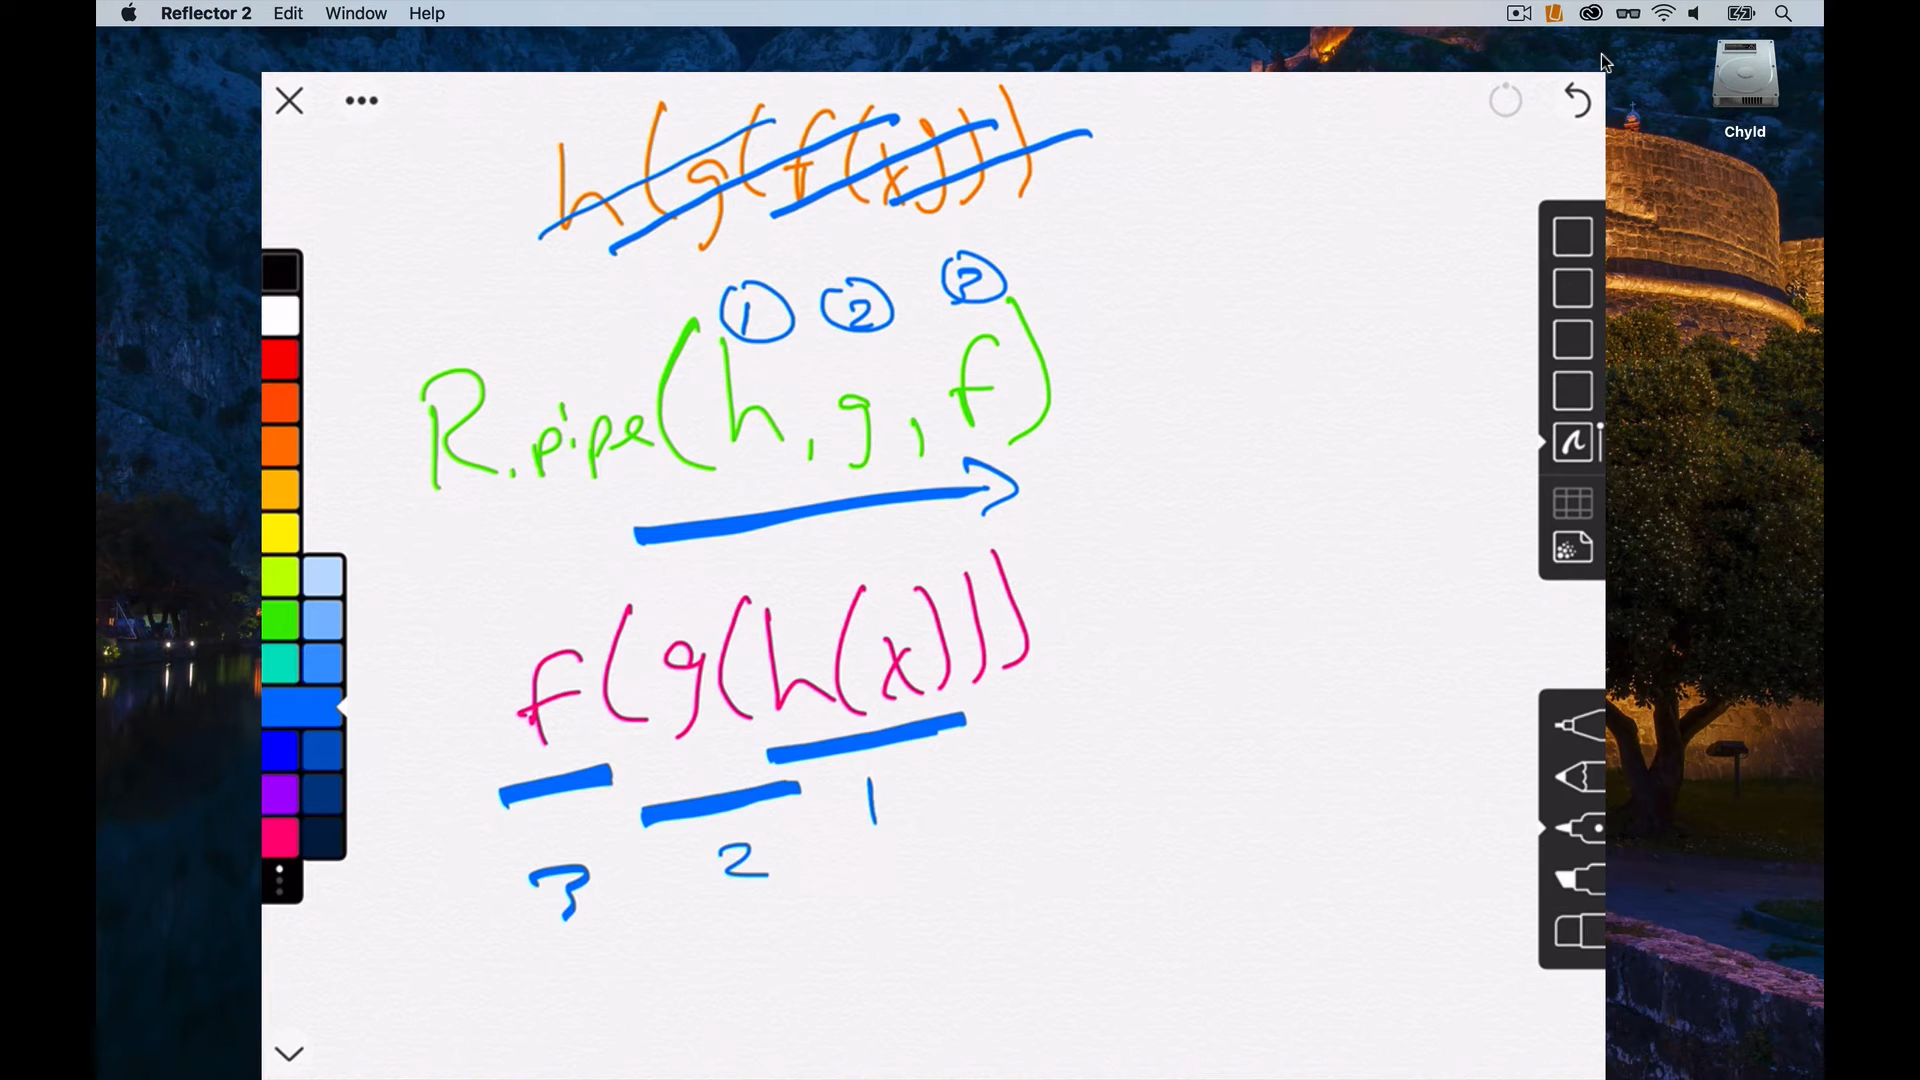 Reflector 2 Edit Window Help
Chyld
h(g(f(x)))
1 2 3
R.pipe(h, g, f)
f(g(h(x)))
1
2
3